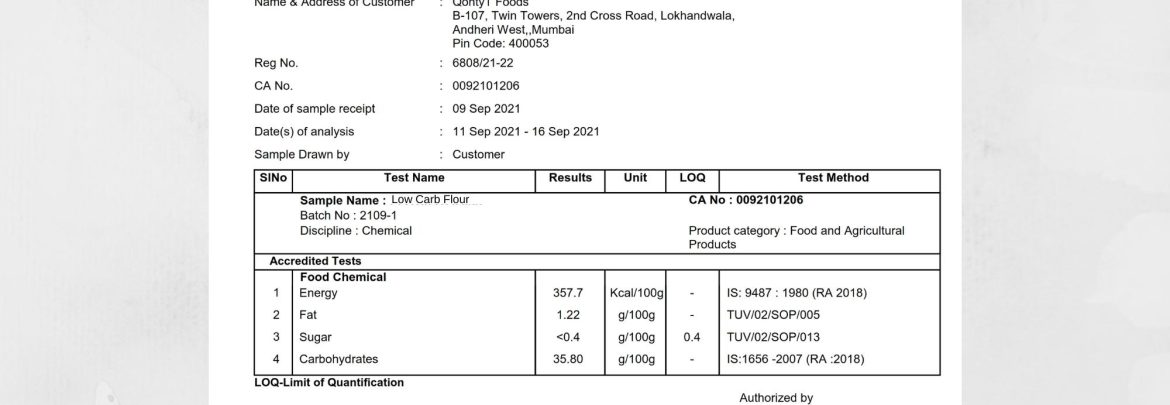 Name & Address of Customer : QontyT Foods
B-107, Twin Towers, 2nd Cross Road, Lokhandwala,
Andheri West,,Mumbai
Pin Code: 400053
Reg No. : 6808/21-22
CA No. : 0092101206
Date of sample receipt : 09 Sep 2021
Date(s) of analysis : 11 Sep 2021 - 16 Sep 2021
Sample Drawn by : Customer
SlNo Test Name Results Unit LOQ Test Method
Sample Name : Low Carb Flour CA No : 0092101206
Batch No : 2109-1
Discipline : Chemical Product category : Food and Agricultural
Products
Accredited Tests
Food Chemical
1 Energy 357.7 Kcal/100g - IS: 9487 : 1980 (RA 2018)
2 Fat 1.22 g/100g - TUV/02/SOP/005
3 Sugar <0.4 g/100g 0.4 TUV/02/SOP/013
4 Carbohydrates 35.80 g/100g - IS:1656 -2007 (RA :2018)
LOQ-Limit of Quantification
Authorized by